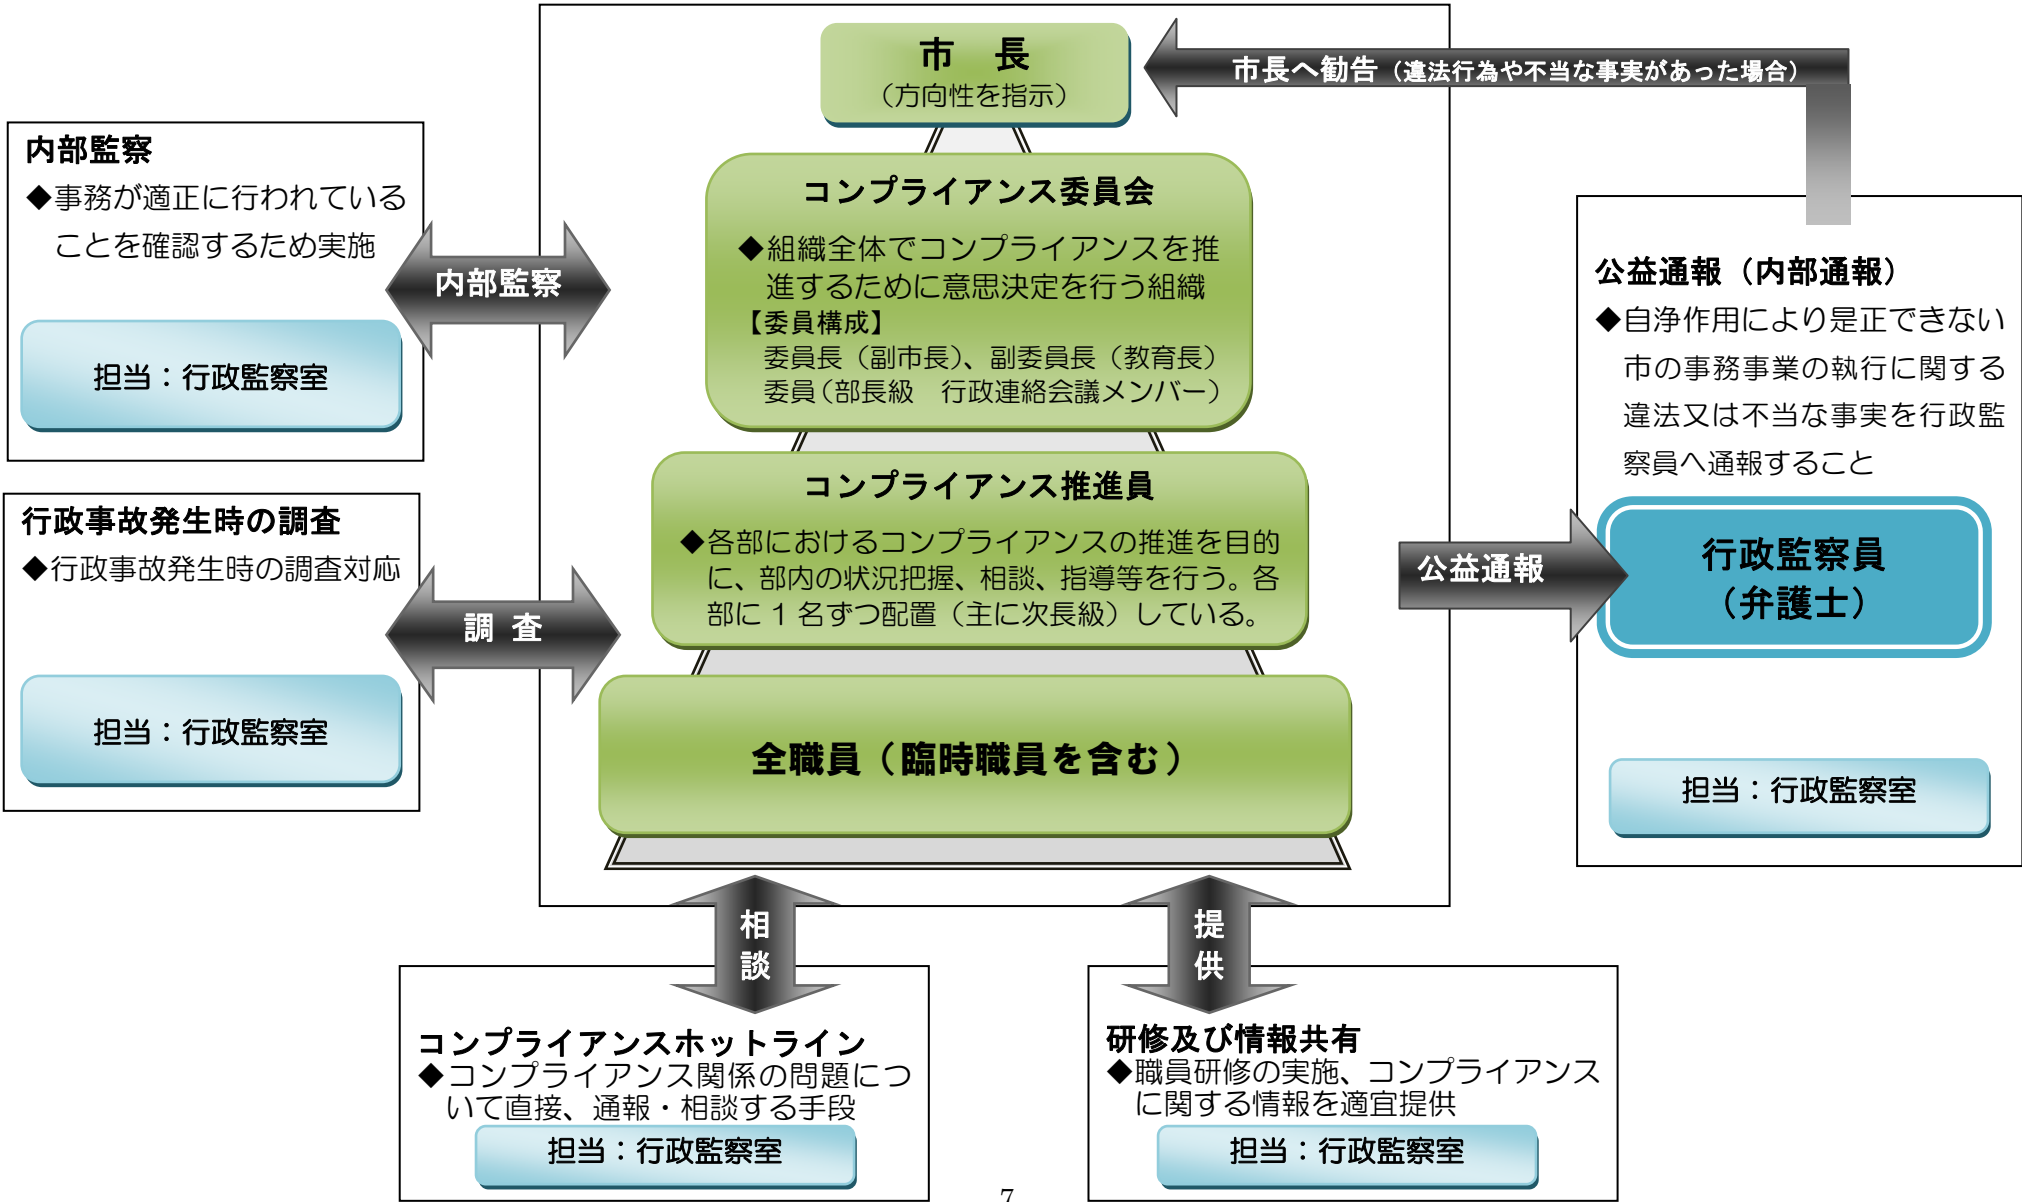 市　長
（方向性を指示）
市長へ勧告（違法行為や不当な事実があった場合）
内部監察
◆事務が適正に行われている
ことを確認するため実施
担当：行政監察室
内部監察
コンプライアンス委員会
◆組織全体でコンプライアンスを推
進するために意思決定を行う組織
【委員構成】
委員長（副市長）、副委員長（教育長）
委員（部長級　行政連絡会議メンバー）
公益通報（内部通報）
◆自浄作用により是正できない
市の事務事業の執行に関する
違法又は不当な事実を行政監
察員へ通報すること
行政監察員
（弁護士）
担当：行政監察室
公益通報
行政事故発生時の調査
◆行政事故発生時の調査対応
担当：行政監察室
調 査
コンプライアンス推進員
◆各部におけるコンプライアンスの推進を目的
に、部内の状況把握、相談、指導等を行う。各
部に 1 名ずつ配置（主に次長級）している。
全職員（臨時職員を含む）
相
談
提
供
コンプライアンスホットライン
◆コンプライアンス関係の問題につ
いて直接、通報・相談する手段
担当：行政監察室
研修及び情報共有
◆職員研修の実施、コンプライアンス
に関する情報を適宜提供
担当：行政監察室
7